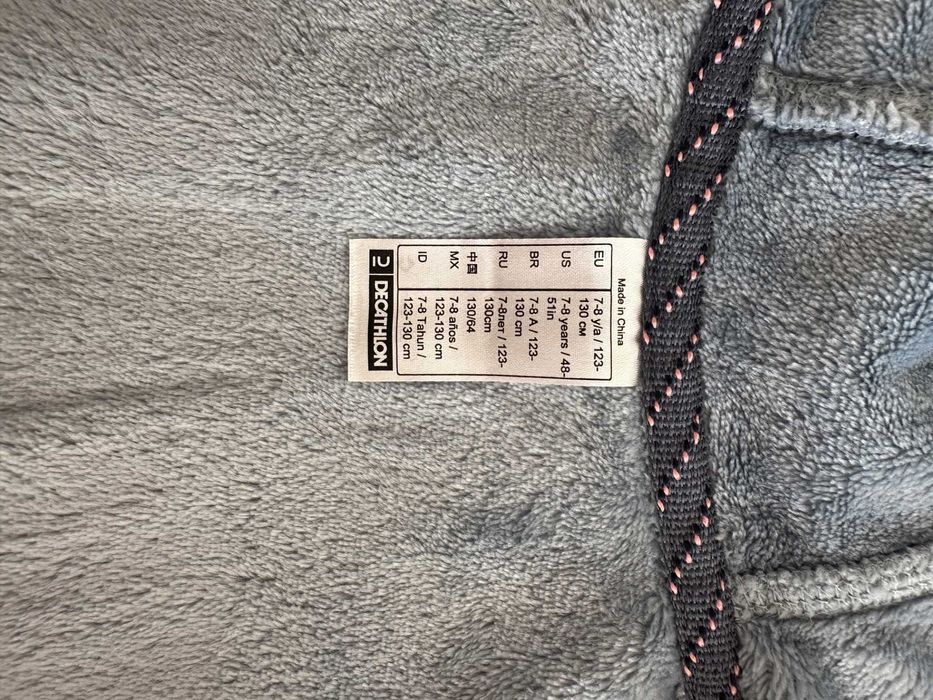 Made in China
EU 7-8 y/a / 123-
130 см
US 7-8 years / 48-
51in
BR 7-8 A / 123-
130 cm
RU 7-8лет / 123-
130cm
中国 130/64
MX 7-8 años /
123-130 cm
ID 7-8 Tahun /
123-130 cm
DECATHLON